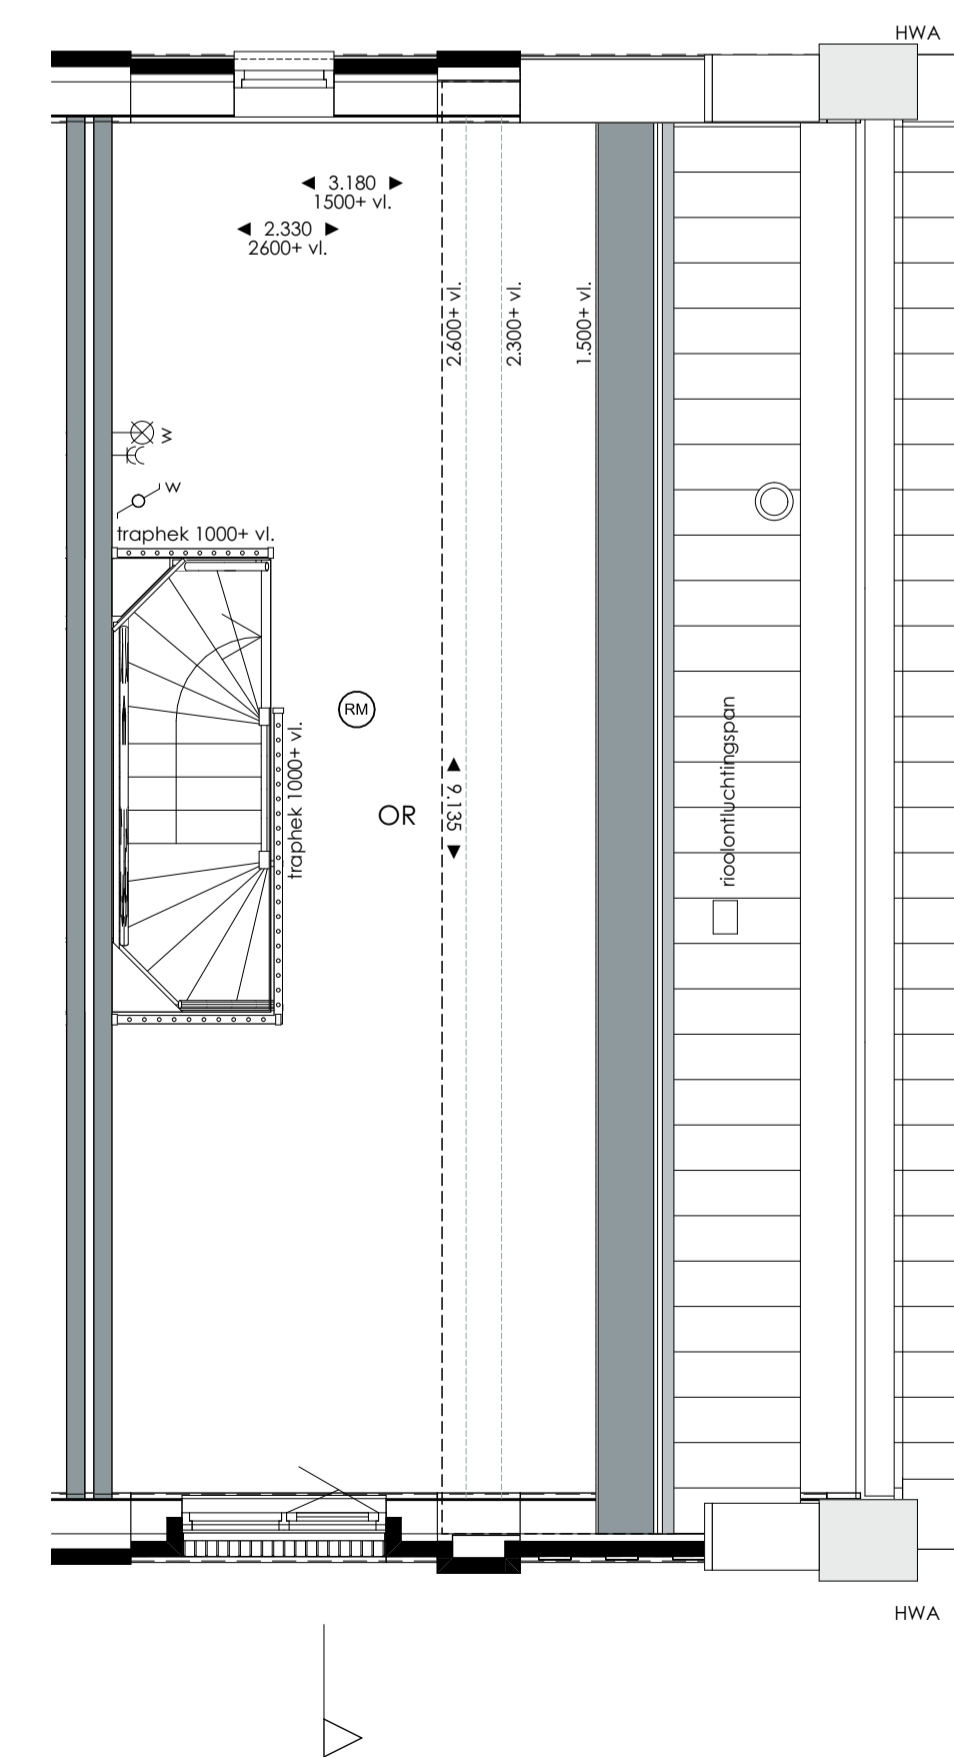 HWA
3.180
1500+ vl.
2.330
2600+ vl.
2.600+ vl.
2.300+ vl.
1.500+ vl.
w
w
traphek 1000+ vl.
RM
traphek 1000+ vl.
OR
9.135
rioolontluchtingspan
HWA